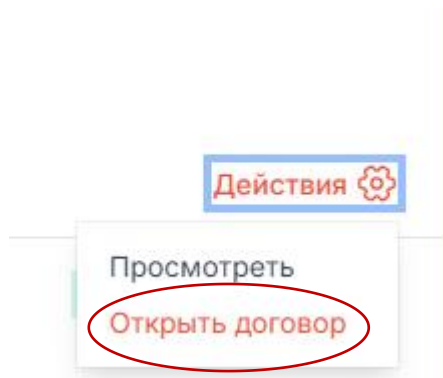 Действия
Просмотреть
Открыть договор